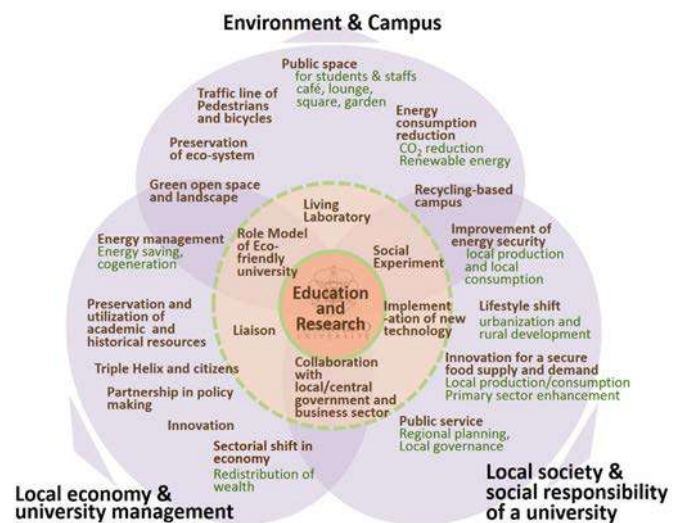 Environment & Campus
Public space
for students & staffs
café, lounge,
square, garden
Traffic line of
Pedestrians
and bicycles
Energy
consumption
reduction
CO₂ reduction
Renewable energy
Preservation
of eco-system
Green open space
and landscape
Recycling-based
campus
Living
Laboratory
Energy management
Energy saving,
cogeneration
Role Model
of Eco-
friendly
university
Social
Experiment
Improvement of
energy security
local production
and local
consumption
Education
and
Research
Preservation and
utilization of
academic and
historical resources
Liaison
Implement
-ation of new
technology
Lifestyle shift
urbanization and
rural development
Triple Helix and citizens
Collaboration
with
local/central
government and
business sector
Innovation for a secure
food supply and demand
Local production/consumption
Primary sector enhancement
Partnership in policy
making
Innovation
Public service
Regional planning,
Local governance
Sectorial shift in
economy
Redistribution of
wealth
Local economy &
university management
Local society &
social responsibility
of a university